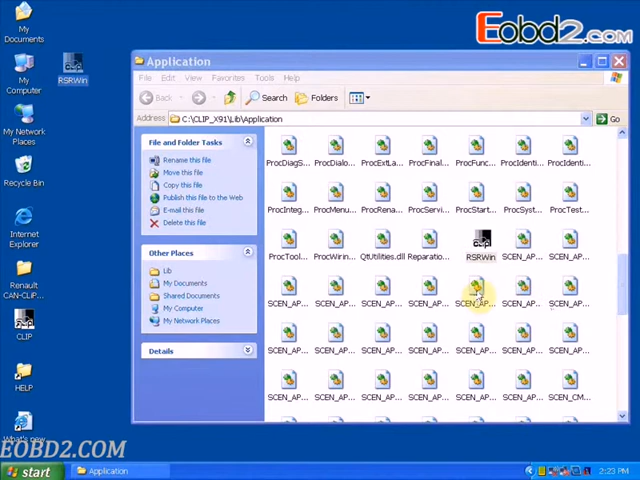 My
Documents
RSRWin
My
Computer
My Network
Places
Recycle Bin
Internet
Explorer
Renault
CAN-CLiP...
CLIP
HELP
What's new
Eobd2.com
Application
File Edit View Favorites Tools Help
Back Search Folders
Address C:\CLIP_X91\Lib\Application Go
File and Folder Tasks
Rename this file
Move this file
Copy this file
Publish this file to the Web
E-mail this file
Delete this file
Other Places
Lib
My Documents
Shared Documents
My Computer
My Network Places
Details
ProcDiagS... ProcDialo... ProcExtLa... ProcFinal... ProcFunc... ProcIdenti... ProcIdenti...
ProcInteg... ProcMenu... ProcRena... ProcServi... ProcStart... ProcSyst... ProcTest...
ProcTool... ProcWirin... QtUtilities.dll Reparatio... RSRWin SCEN_AP... SCEN_AP...
SCEN_AP... SCEN_AP... SCEN_AP... SCEN_AP... SCEN_AP... SCEN_AP... SCEN_AP...
SCEN_AP... SCEN_AP... SCEN_AP... SCEN_AP... SCEN_AP... SCEN_AP... SCEN_AP...
SCEN_AP... SCEN_AP... SCEN_AP... SCEN_AP... SCEN_AP... SCEN_AP... SCEN_CM...
EOBD2.COM
start Application 2:23 PM